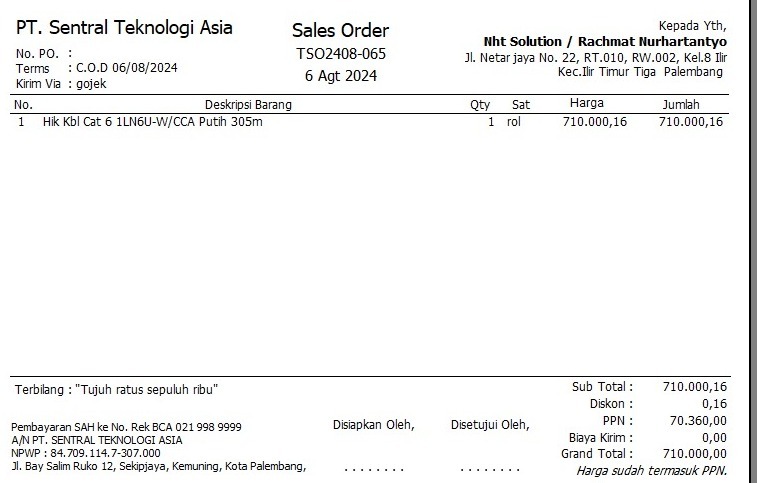 PT. Sentral Teknologi Asia
No. PO. :
Terms : C.O.D 06/08/2024
Kirim Via : gojek
Sales Order
TSO2408-065
6 Agt 2024
Kepada Yth,
Nht Solution / Rachmat Nurhartantyo
Jl. Netar jaya No. 22, RT.010, RW.002, Kel.8 Ilir
Kec.Ilir Timur Tiga Palembang
No. Deskripsi Barang Qty Sat Harga Jumlah
1 Hik Kbl Cat 6 1LN6U-W/CCA Putih 305m 1 rol 710.000,16 710.000,16
Terbilang : "Tujuh ratus sepuluh ribu"
Pembayaran SAH ke No. Rek BCA 021 998 9999
A/N PT. SENTRAL TEKNOLOGI ASIA
NPWP : 84.709.114.7-307.000
Jl. Bay Salim Ruko 12, Sekipjaya, Kemuning, Kota Palembang,
Disiapkan Oleh,
. . . . . . . .
Disetujui Oleh,
. . . . . . . .
Sub Total : 710.000,16
Diskon : 0,16
PPN : 70.360,00
Biaya Kirim : 0,00
Grand Total : 710.000,00
Harga sudah termasuk PPN.